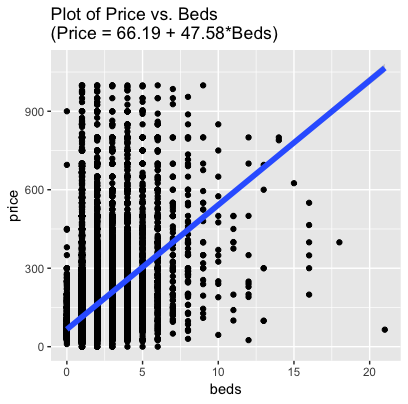 Plot of Price vs. Beds
(Price = 66.19 + 47.58*Beds)
900
600
300
0
price
0
5
10
15
20
beds